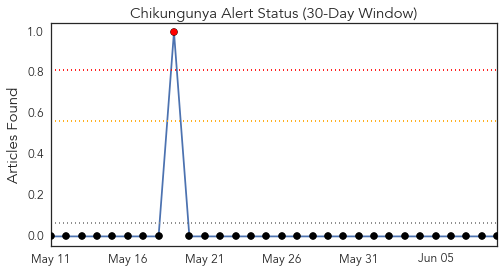 Chikungunya Alert Status (30-Day Window)
Articles Found
1.0
0.8
0.6
0.4
0.2
0.0
May 11 May 16 May 21 May 26 May 31 Jun 05